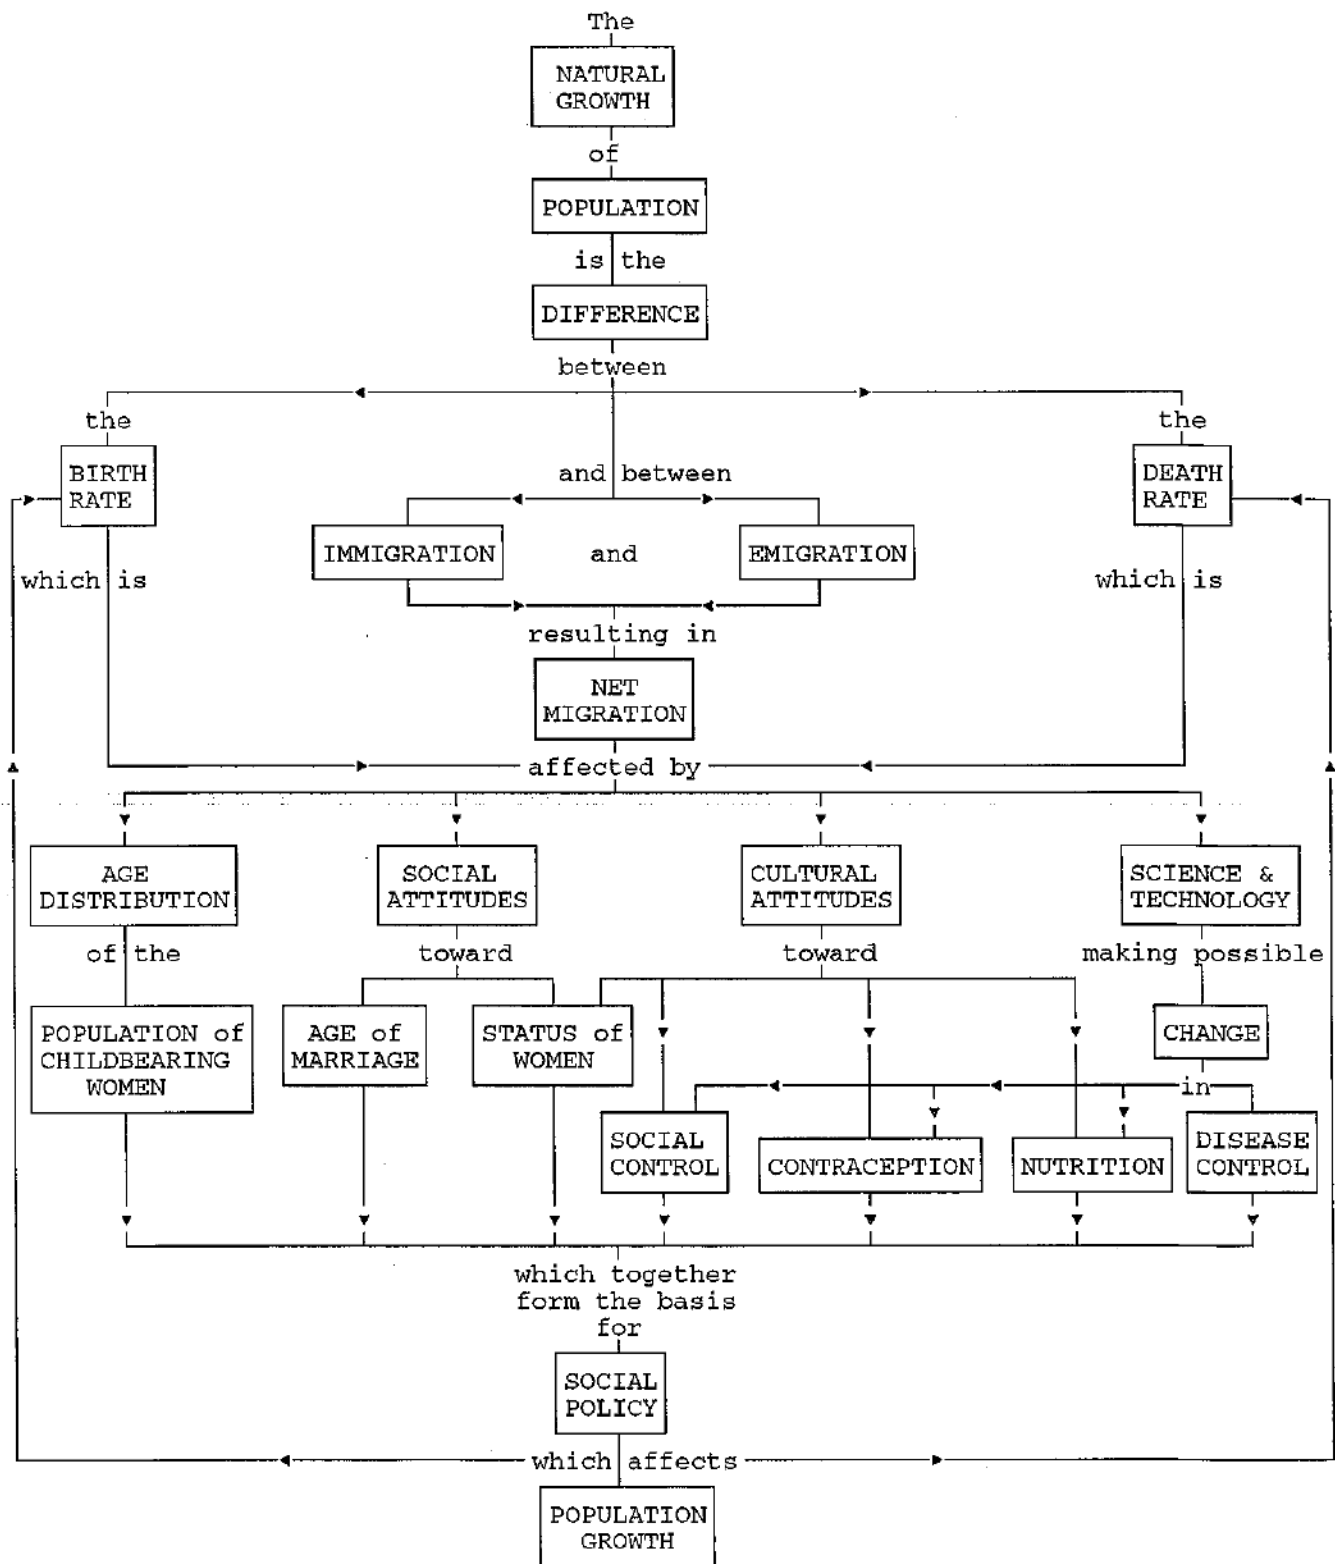 The
NATURAL
GROWTH
of
POPULATION
is the
DIFFERENCE
between
the
the
BIRTH
RATE
and between
DEATH
RATE
IMMIGRATION
and
EMIGRATION
which is
which is
resulting in
NET
MIGRATION
affected by
AGE
DISTRIBUTION
SOCIAL
ATTITUDES
CULTURAL
ATTITUDES
SCIENCE &
TECHNOLOGY
of the
toward
toward
making possible
POPULATION of
CHILDBEARING
WOMEN
AGE of
MARRIAGE
STATUS of
WOMEN
CHANGE
in
SOCIAL
CONTROL
CONTRACEPTION
NUTRITION
DISEASE
CONTROL
which together
form the basis
for
SOCIAL
POLICY
which affects
POPULATION
GROWTH